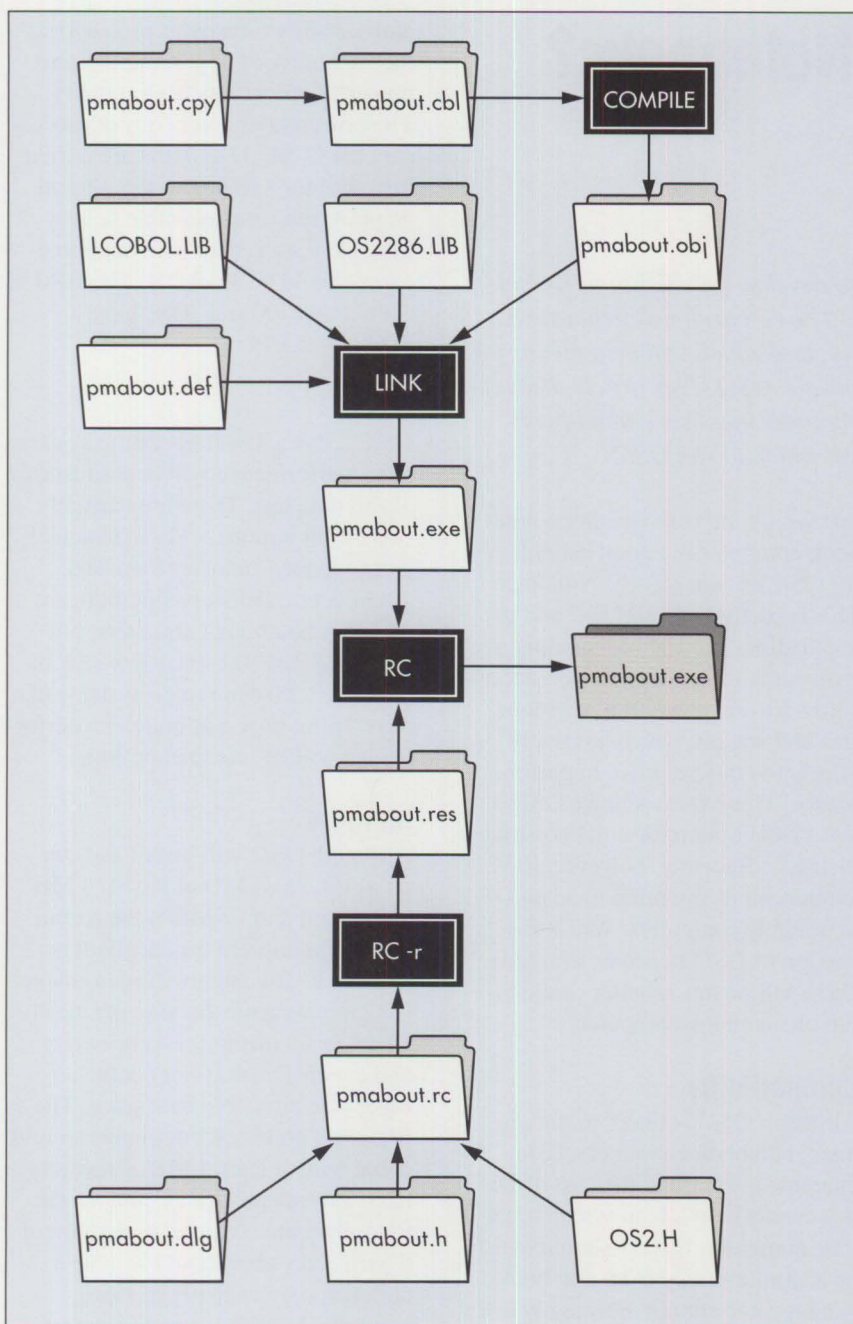 pmabout.cpy
pmabout.cbl
COMPILE
LCOBOL.LIB
OS2286.LIB
pmabout.obj
pmabout.def
LINK
pmabout.exe
RC
pmabout.exe
pmabout.res
RC -r
pmabout.rc
pmabout.dlg
pmabout.h
OS2.H